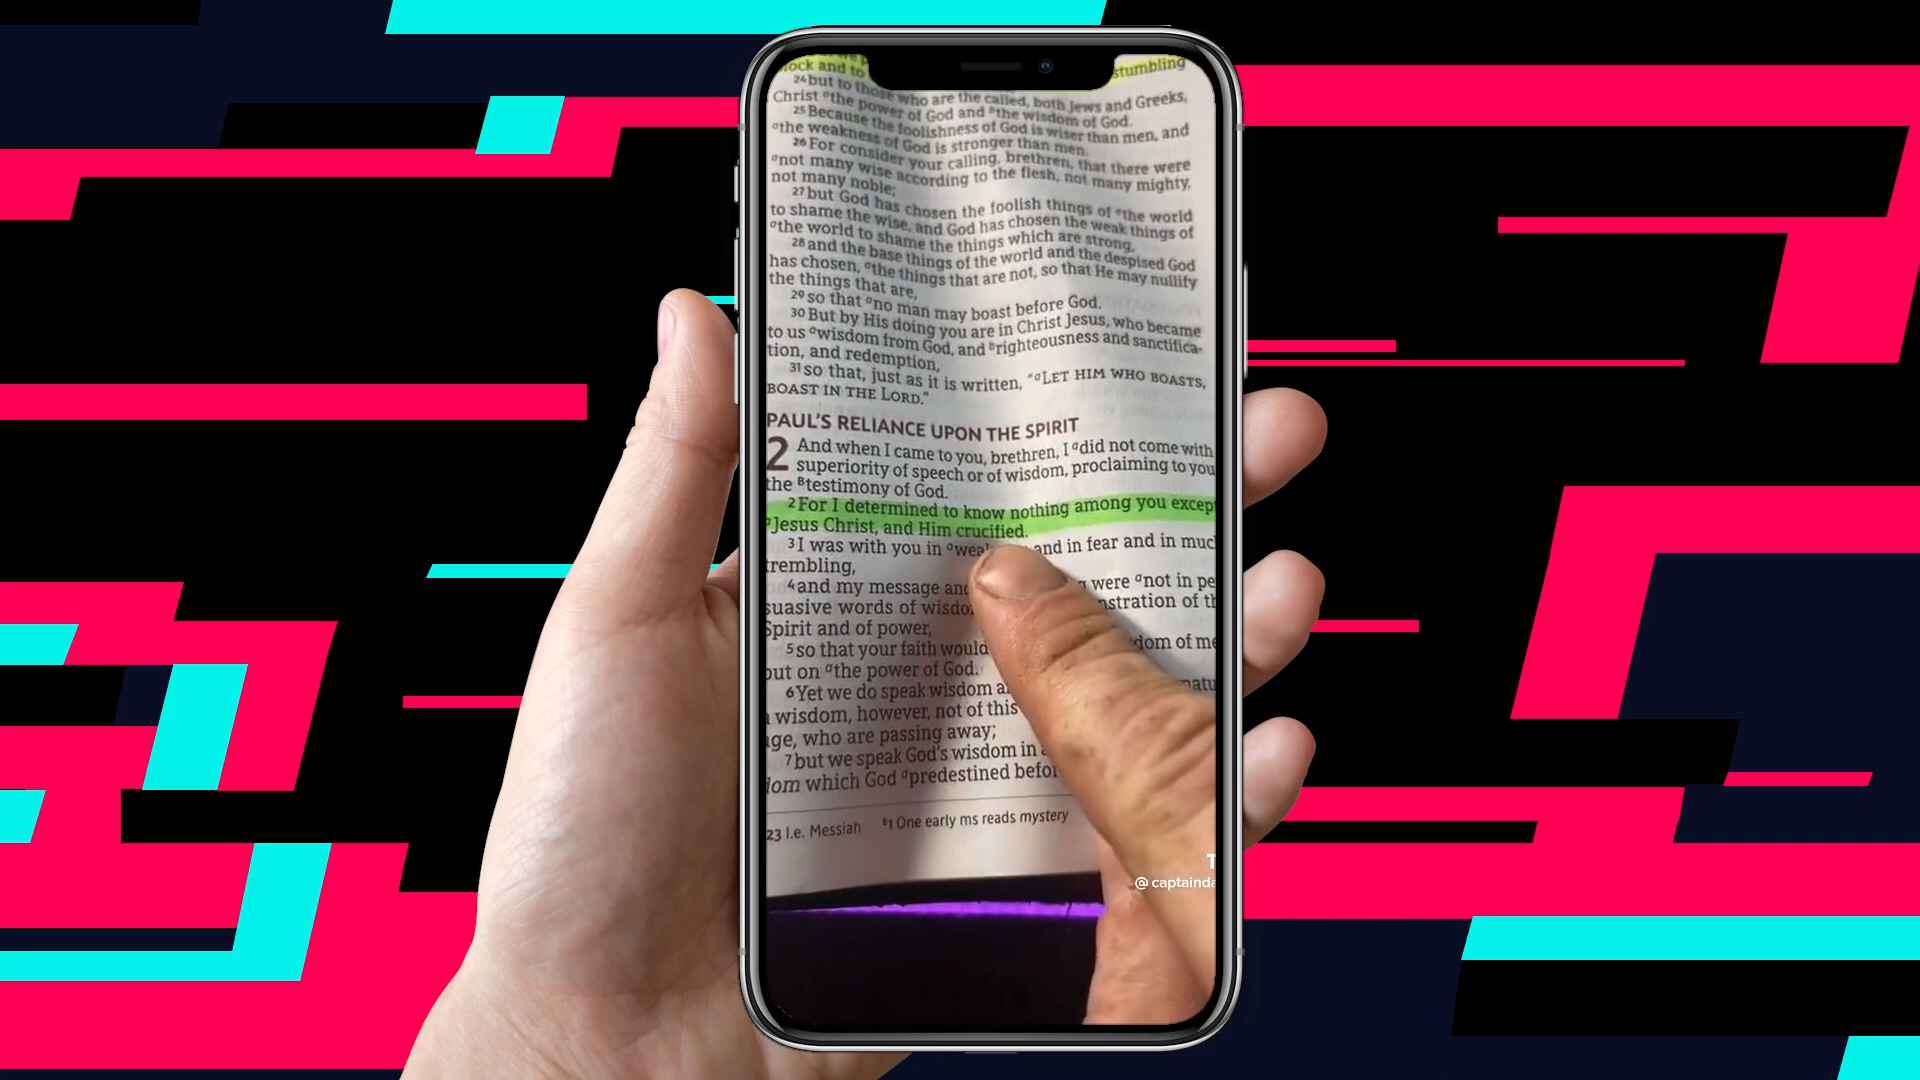 ock and to stumbling
24 but to those who are the called, both Jews and Greeks,
Christ a the power of God and b the wisdom of God.
25 Because the foolishness of God is wiser than men, and
a the weakness of God is stronger than men.
26 For consider your calling, brethren, that there were
a not many wise according to the flesh, not many mighty,
not many noble;
27 but God has chosen the foolish things of a the world
to shame the wise, and God has chosen the weak things of
a the world to shame the things which are strong,
28 and the base things of the world and the despised God
has chosen, a the things that are not, so that He may nullify
the things that are,
29 so that a no man may boast before God.
30 But by His doing you are in Christ Jesus, who became
to us a wisdom from God, and b righteousness and sanctifica-
tion, and redemption,
31 so that, just as it is written, "a LET HIM WHO BOASTS,
BOAST IN THE LORD."
PAUL'S RELIANCE UPON THE SPIRIT
2 And when I came to you, brethren, I a did not come with
superiority of speech or of wisdom, proclaiming to you
the B testimony of God.
2 For I determined to know nothing among you excep
Jesus Christ, and Him crucified.
3 I was with you in a weak and in fear and in muc
trembling,
4 and my message and were a not in pe
suasive words of wisdo nstration of th
Spirit and of power,
5 so that your faith would dom of me
but on a the power of God.
6 Yet we do speak wisdom a natu
wisdom, however, not of this
age, who are passing away;
7 but we speak God's wisdom in a
dom which God a predestined befor
23 I.e. Messiah B1 One early ms reads mystery
T
@captainda